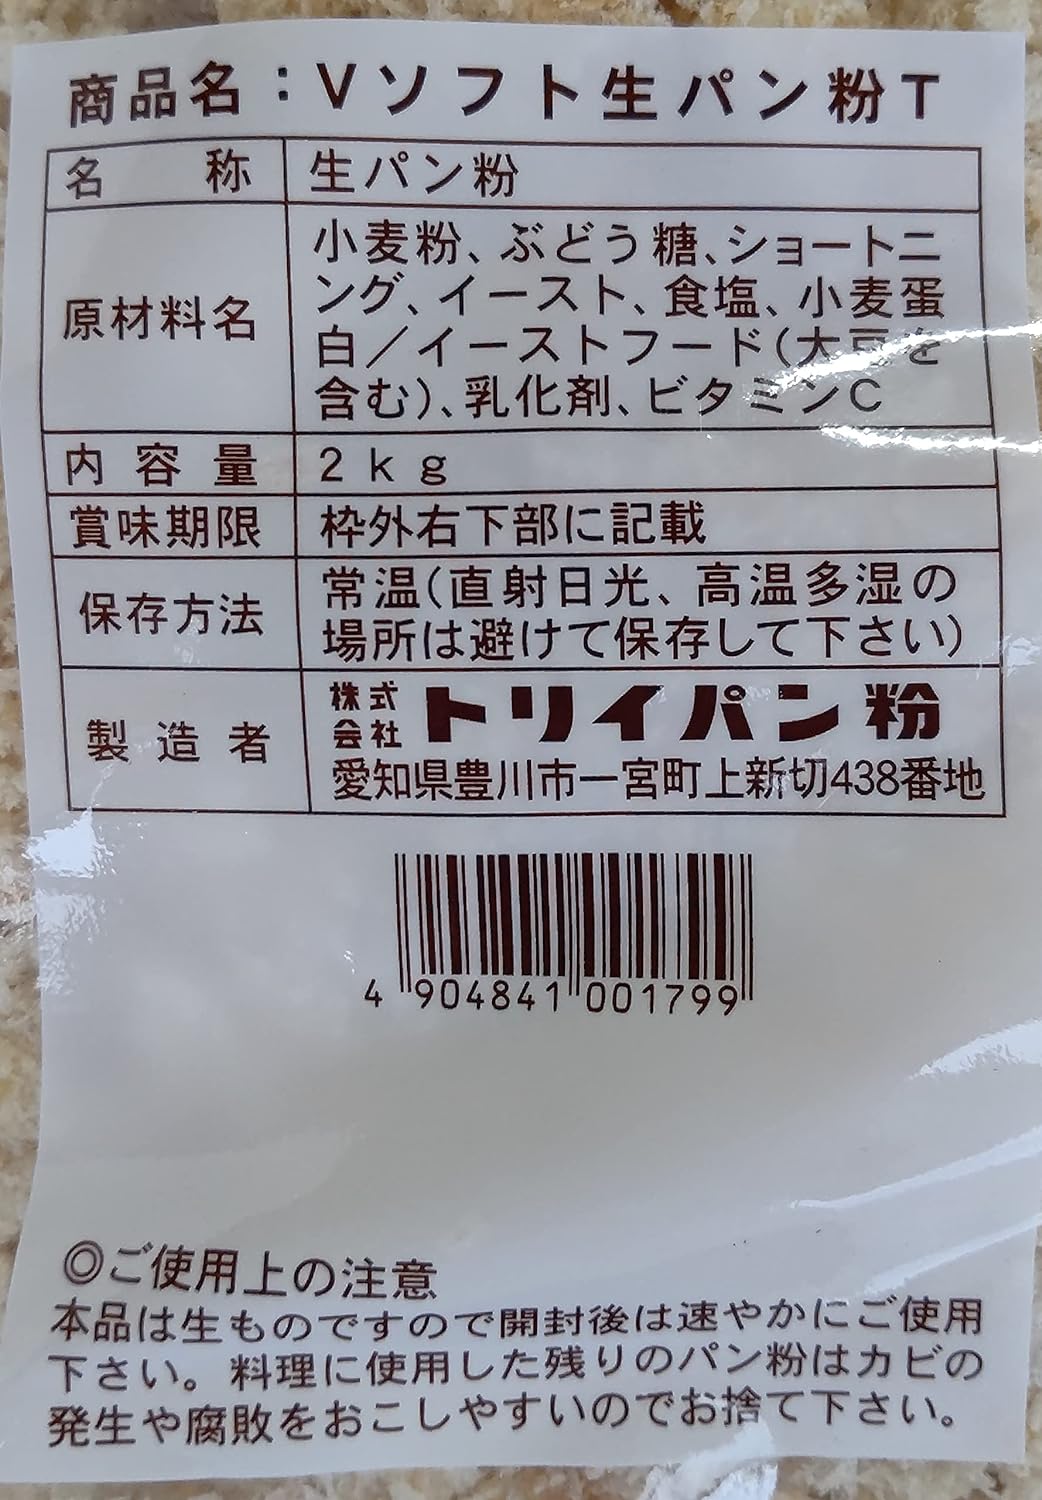 商品名：Vソフト生パン粉T
名称 生パン粉
原材料名 小麦粉、ぶどう糖、ショートニ
ング、イースト、食塩、小麦蛋
白／イーストフード(大豆を
含む)、乳化剤、ビタミンC
内容量 2kg
賞味期限 枠外右下部に記載
保存方法 常温(直射日光、高温多湿の
場所は避けて保存して下さい)
製造者 株式会社 トリイパン粉
愛知県豊川市一宮町上新切438番地
4 904841 001799
◎ご使用上の注意
本品は生ものですので開封後は速やかにご使用
下さい。料理に使用した残りのパン粉はカビの
発生や腐敗をおこしやすいのでお捨て下さい。